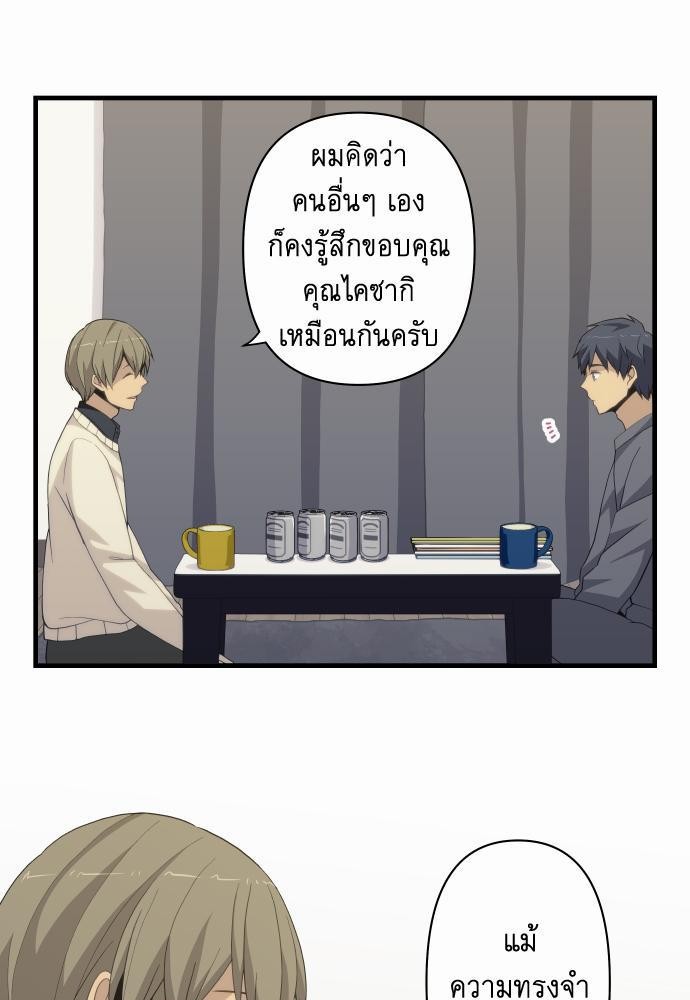 ผมคิดว่า
คนอื่นๆ เอง
ก็คงรู้สึกขอบคุณ
คุณไคซากิ
เหมือนกันครับ
แม้
ความทรงจำ